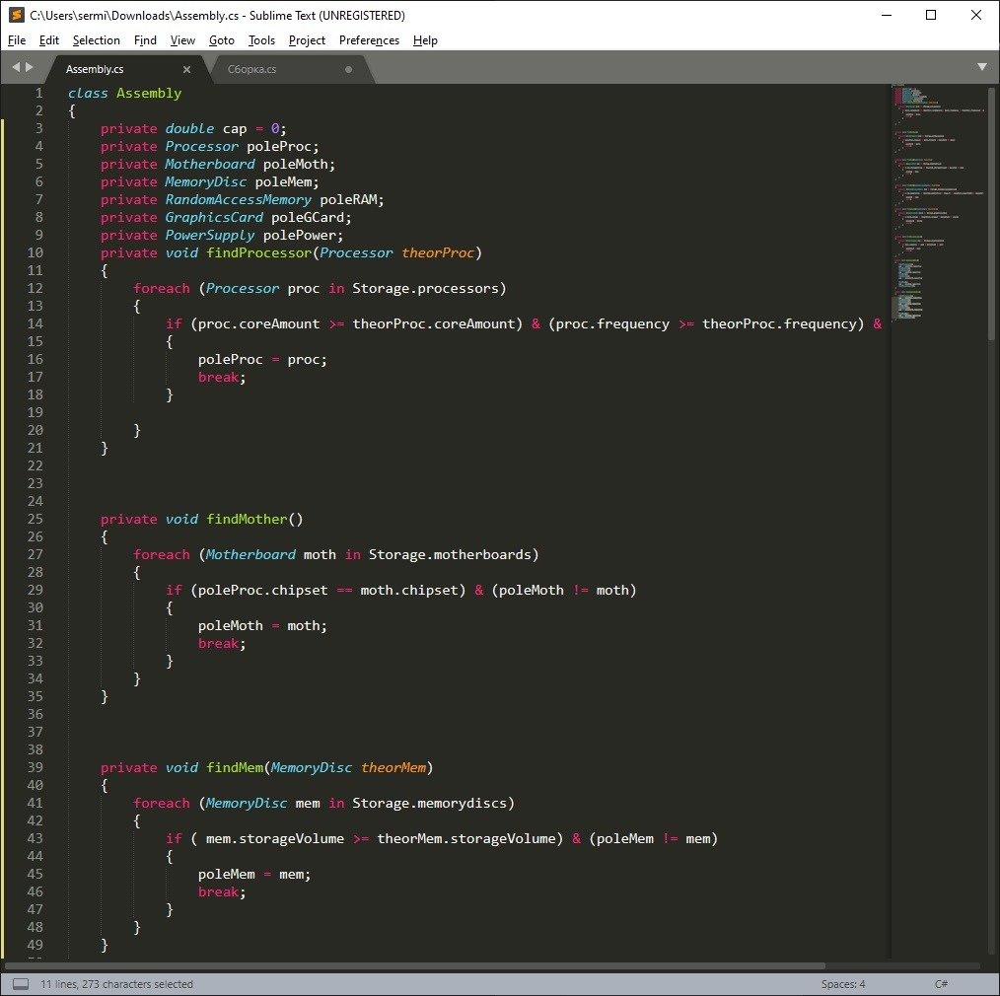 C:\Users\sermi\Downloads\Assembly.cs - Sublime Text (UNREGISTERED)
File Edit Selection Find View Goto Tools Project Preferences Help
Assembly.cs Сборка.cs
1 class Assembly
2 {
3 private double cap = 0;
4 private Processor poleProc;
5 private Motherboard poleMoth;
6 private MemoryDisc poleMem;
7 private RandomAccessMemory poleRAM;
8 private GraphicsCard poleGCard;
9 private PowerSupply polePower;
10 private void findProcessor(Processor theorProc)
11 {
12 foreach (Processor proc in Storage.processors)
13 {
14 if (proc.coreAmount >= theorProc.coreAmount) & (proc.frequency >= theorProc.frequency) &
15 {
16 poleProc = proc;
17 break;
18 }
19
20 }
21 }
22
23
24
25 private void findMother()
26 {
27 foreach (Motherboard moth in Storage.motherboards)
28 {
29 if (poleProc.chipset == moth.chipset) & (poleMoth != moth)
30 {
31 poleMoth = moth;
32 break;
33 }
34 }
35 }
36
37
38
39 private void findMem(MemoryDisc theorMem)
40 {
41 foreach (MemoryDisc mem in Storage.memorydiscs)
42 {
43 if ( mem.storageVolume >= theorMem.storageVolume) & (poleMem != mem)
44 {
45 poleMem = mem;
46 break;
47 }
48 }
49 }
11 lines, 273 characters selected Spaces: 4 C#